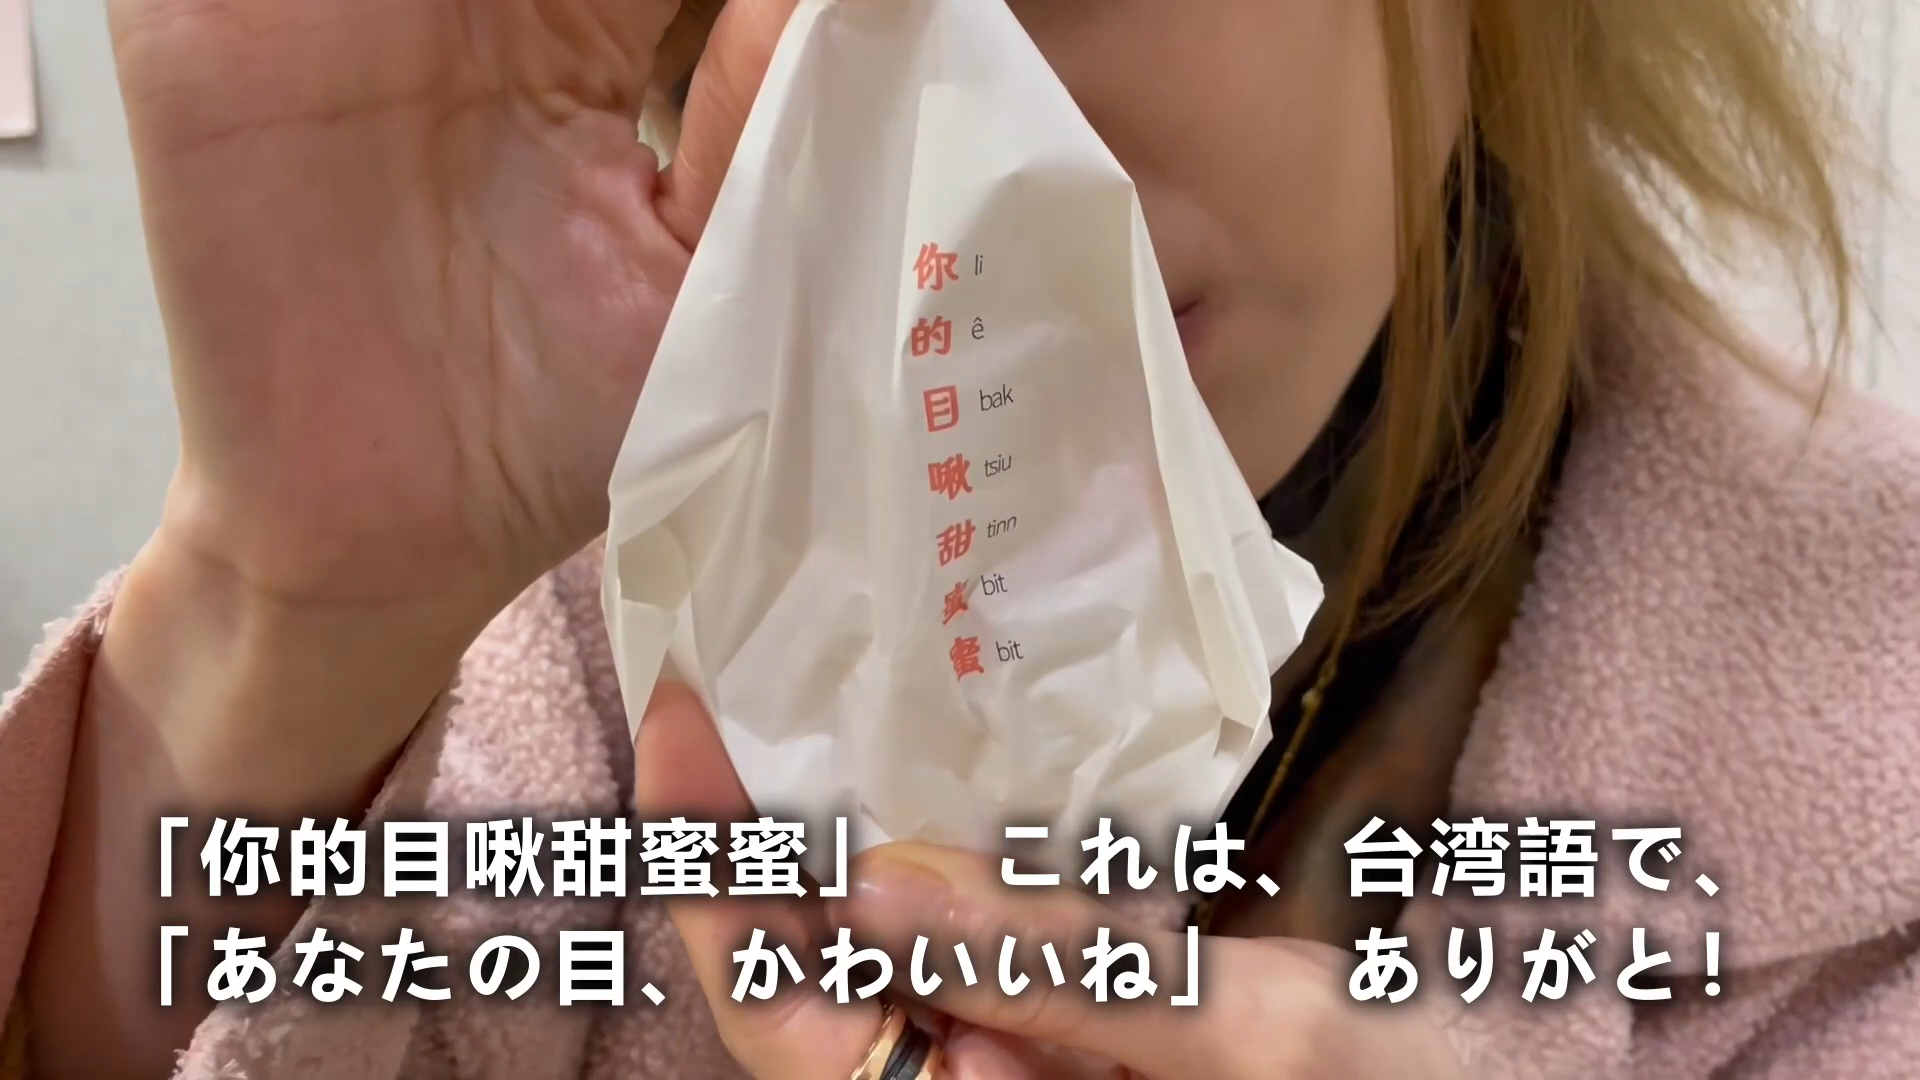 你 li
的 ê
目 bak
啾 tsiu
甜 tinn
蜜 bit
蜜 bit
「你的目啾甜蜜蜜」 これは、台湾語で、
「あなたの目、かわいいね」 ありがと!